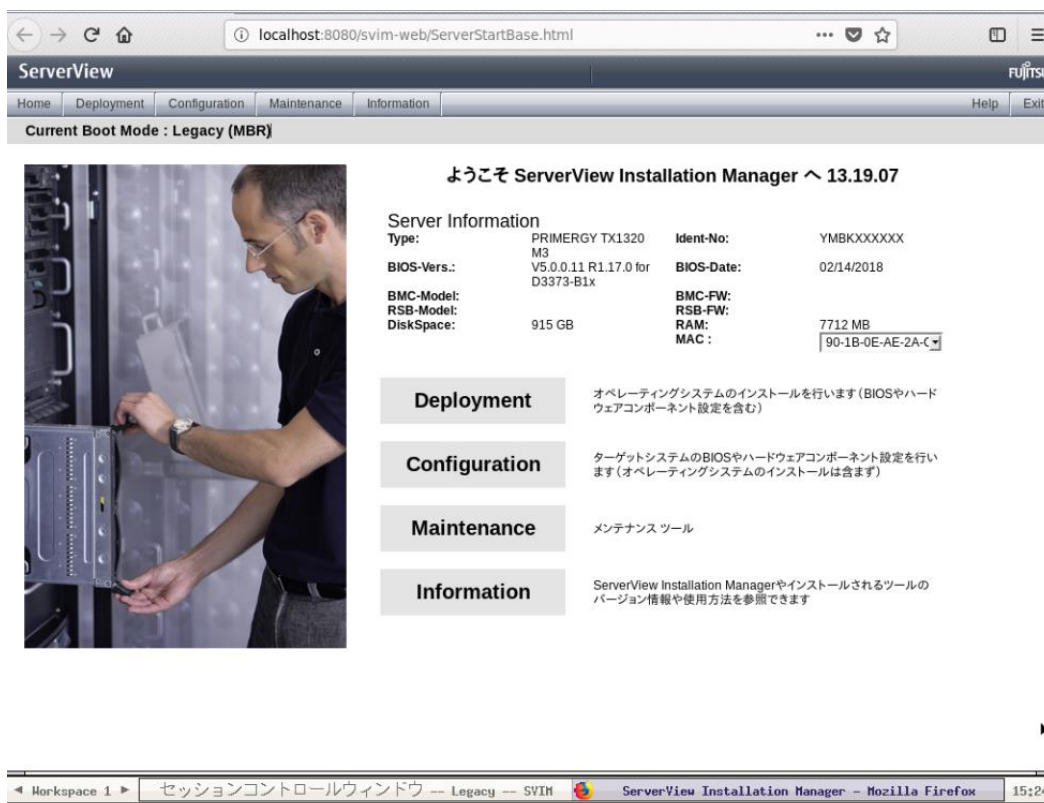 localhost:8080/svim-web/ServerStartBase.html
ServerView
FUJITSU
Home Deployment Configuration Maintenance Information Help Exit
Current Boot Mode : Legacy (MBR)
ようこそ ServerView Installation Manager へ 13.19.07
Server Information
Type: PRIMERGY TX1320 M3 Ident-No: YMBKXXXXXX
BIOS-Vers.: V5.0.0.11 R1.17.0 for D3373-B1x BIOS-Date: 02/14/2018
BMC-Model: BMC-FW:
RSB-Model: RSB-FW:
DiskSpace: 915 GB RAM: 7712 MB
MAC : 90-1B-0E-AE-2A-
Deployment
オペレーティングシステムのインストールを行います(BIOSやハード
ウェアコンポーネント設定を含む)
Configuration
ターゲットシステムのBIOSやハードウェアコンポーネント設定を行い
ます(オペレーティングシステムのインストールは含まず)
Maintenance
メンテナンス ツール
Information
ServerView Installation Managerやインストールされるツールの
バージョン情報や使用方法を参照できます
Workspace 1 セッションコントロールウィンドウ -- Legacy -- SVIM ServerView Installation Manager - Mozilla Firefox 15:24